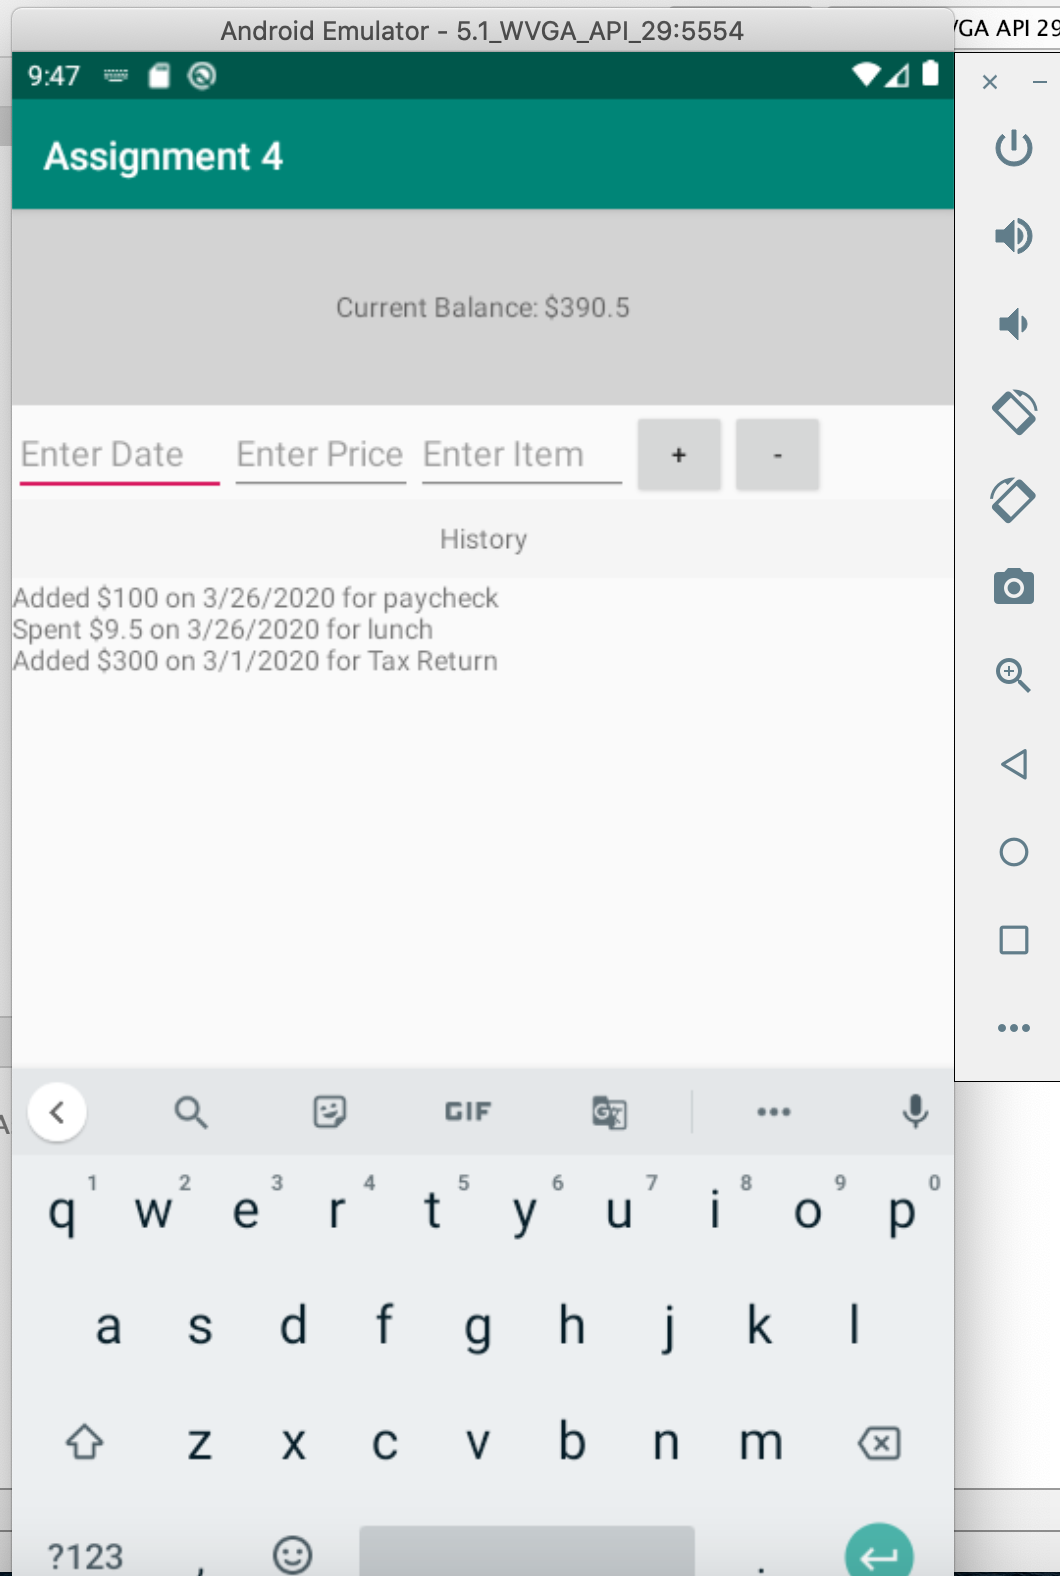 Android Emulator - 5.1_WVGA_API_29:5554
GA API 29
9:47
Assignment 4
Current Balance: $390.5
Enter Date Enter Price Enter Item + -
History
Added $100 on 3/26/2020 for paycheck
Spent $9.5 on 3/26/2020 for lunch
Added $300 on 3/1/2020 for Tax Return
GIF
G
1 2 3 4 5 6 7 8 9 0
q w e r t y u i o p
a s d f g h j k l
z x c v b n m
?123 , .